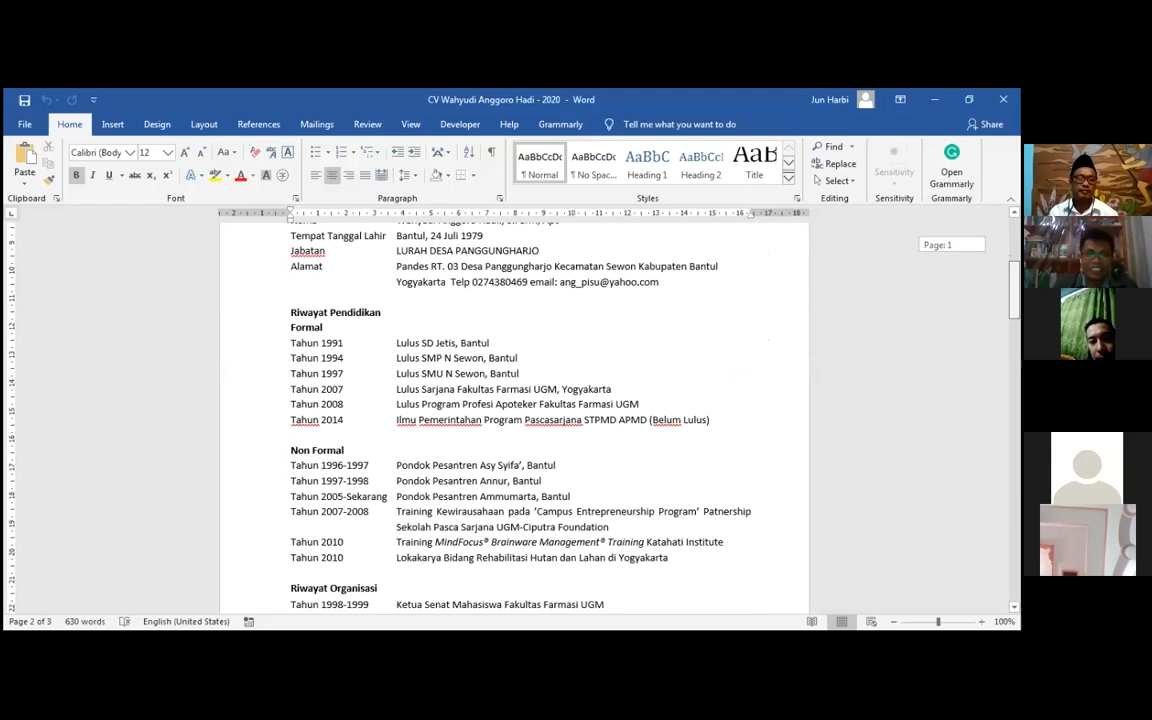 CV Wahyudi Anggoro Hadi - 2020 - Word
Jun Harbi
File Home Insert Design Layout References Mailings Review View Developer Help Grammarly Tell me what you want to do Share
Paste
Clipboard
Calibri (Body) 12
Font
Paragraph
AaBbCcDc AaBbCcDc AaBbC AaBbCcI AaB
¶ Normal ¶ No Spac... Heading 1 Heading 2 Title
Styles
Find
Replace
Select
Editing
Sensitivity
Sensitivity
Open
Grammarly
Grammarly
Page: 1
Tempat Tanggal Lahir Bantul, 24 Juli 1979
Jabatan LURAH DESA PANGGUNGHARJO
Alamat Pandes RT. 03 Desa Panggungharjo Kecamatan Sewon Kabupaten Bantul
Yogyakarta Telp 0274380469 email: ang_pisu@yahoo.com
Riwayat Pendidikan
Formal
Tahun 1991 Lulus SD Jetis, Bantul
Tahun 1994 Lulus SMP N Sewon, Bantul
Tahun 1997 Lulus SMU N Sewon, Bantul
Tahun 2007 Lulus Sarjana Fakultas Farmasi UGM, Yogyakarta
Tahun 2008 Lulus Program Profesi Apoteker Fakultas Farmasi UGM
Tahun 2014 Ilmu Pemerintahan Program Pascasarjana STPMD APMD (Belum Lulus)
Non Formal
Tahun 1996-1997 Pondok Pesantren Asy Syifa’, Bantul
Tahun 1997-1998 Pondok Pesantren Annur, Bantul
Tahun 2005-Sekarang Pondok Pesantren Ammumarta, Bantul
Tahun 2007-2008 Training Kewirausahaan pada ‘Campus Entrepreneurship Program’ Patnership
Sekolah Pasca Sarjana UGM-Ciputra Foundation
Tahun 2010 Training MindFocus® Brainware Management® Training Katahati Institute
Tahun 2010 Lokakarya Bidang Rehabilitasi Hutan dan Lahan di Yogyakarta
Riwayat Organisasi
Tahun 1998-1999 Ketua Senat Mahasiswa Fakultas Farmasi UGM
Page 2 of 3 630 words English (United States) 100%